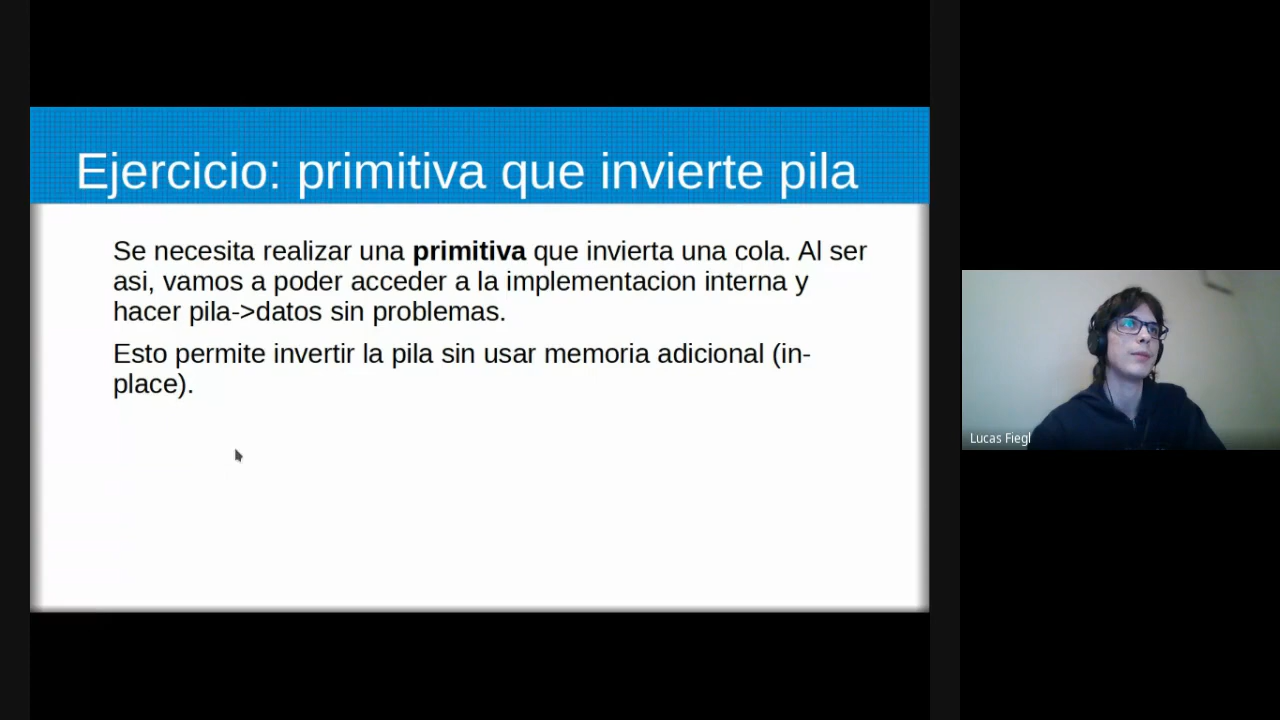 Ejercicio: primitiva que invierte pila
Se necesita realizar una primitiva que invierta una cola. Al ser
asi, vamos a poder acceder a la implementacion interna y
hacer pila->datos sin problemas.
Esto permite invertir la pila sin usar memoria adicional (in-
place).
Lucas Fiegl